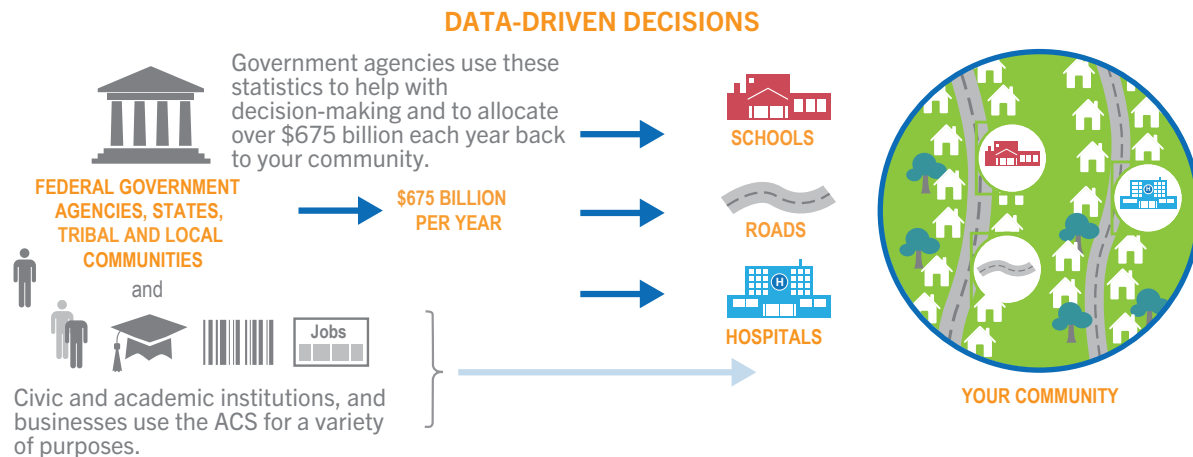 DATA-DRIVEN DECISIONS
Government agencies use these
statistics to help with
decision-making and to allocate
over $675 billion each year back
to your community.
FEDERAL GOVERNMENT
AGENCIES, STATES,
TRIBAL AND LOCAL
COMMUNITIES
and
$675 BILLION
PER YEAR
Jobs
Civic and academic institutions, and
businesses use the ACS for a variety
of purposes.
SCHOOLS
ROADS
H
HOSPITALS
H
YOUR COMMUNITY